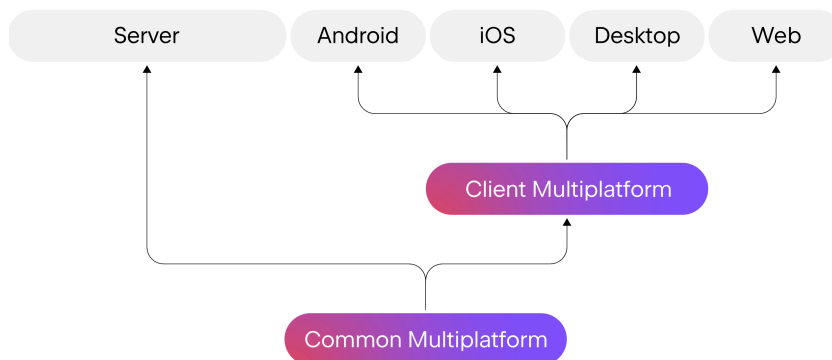 Server
Android
iOS
Desktop
Web
Client Multiplatform
Common Multiplatform